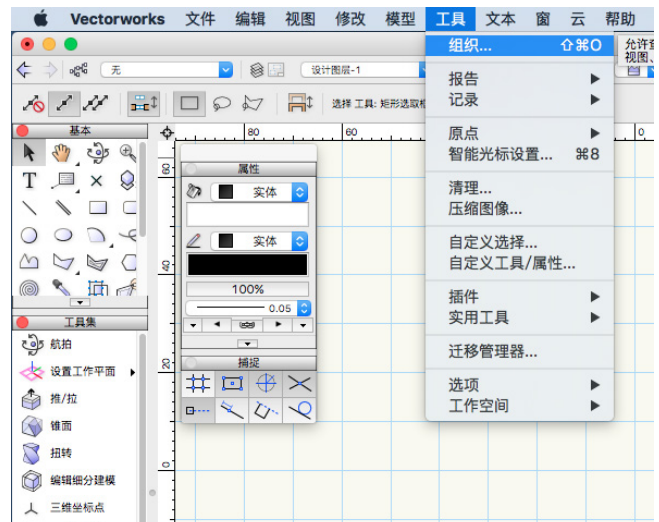 Vectorworks 文件 编辑 视图 修改 模型 工具 文本 窗 云 帮助
组织... ⇧⌘O
无
设计图层-1
选择 工具: 矩形选取框
报告
记录
原点
智能光标设置... ⌘8
清理...
压缩图像...
自定义选择...
自定义工具/属性...
插件
实用工具
迁移管理器...
选项
工作空间
基本
80 60 0
60
40
20
0
属性
实体
实体
100%
0.05
捕捉
工具集
航拍
设置工作平面
推/拉
锥面
扭转
编辑细分建模
三维坐标点